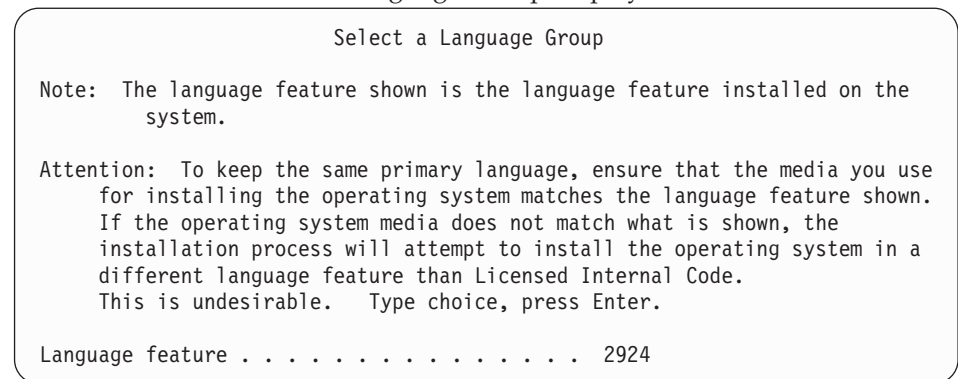 Select a Language Group
Note:  The language feature shown is the language feature installed on the
system.
Attention:  To keep the same primary language, ensure that the media you use
for installing the operating system matches the language feature shown.
If the operating system media does not match what is shown, the
installation process will attempt to install the operating system in a
different language feature than Licensed Internal Code.
This is undesirable.   Type choice, press Enter.
Language feature . . . . . . . . . . . . . . .  2924